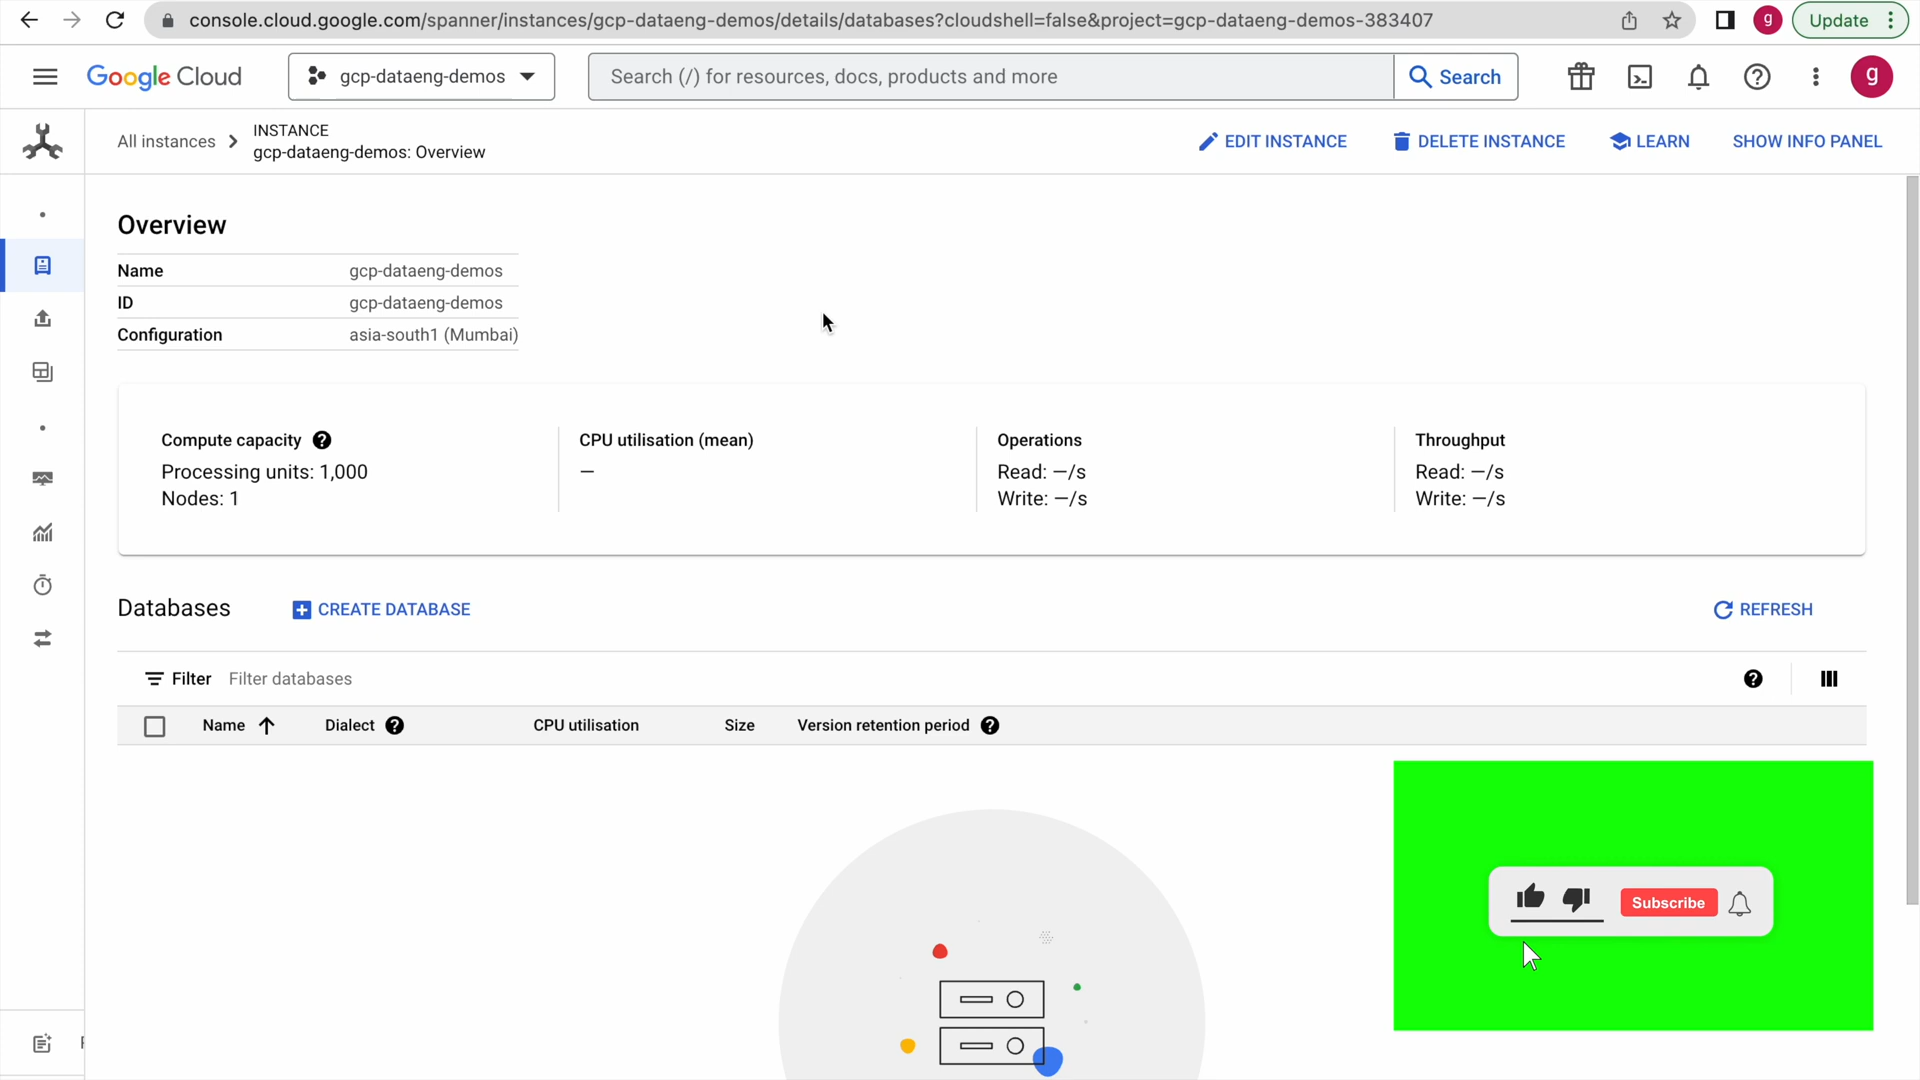 console.cloud.google.com/spanner/instances/gcp-dataeng-demos/details/databases?cloudshell=false&project=gcp-dataeng-demos-383407
g
Update
Google Cloud
gcp-dataeng-demos
Search (/) for resources, docs, products and more
Search
g
All instances
INSTANCE
gcp-dataeng-demos: Overview
EDIT INSTANCE
DELETE INSTANCE
LEARN
SHOW INFO PANEL
Overview
Name gcp-dataeng-demos
ID gcp-dataeng-demos
Configuration asia-south1 (Mumbai)
Compute capacity
Processing units: 1,000
Nodes: 1
CPU utilisation (mean)
—
Operations
Read: —/s
Write: —/s
Throughput
Read: —/s
Write: —/s
Databases
CREATE DATABASE
REFRESH
Filter Filter databases
Name Dialect CPU utilisation Size Version retention period
Subscribe